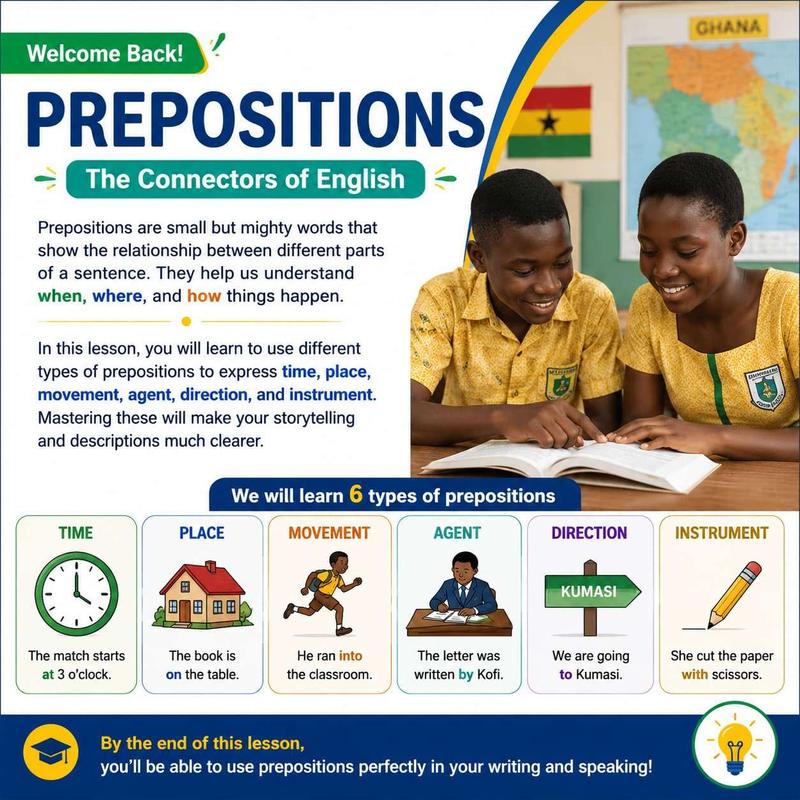 Welcome Back!
GHANA
PREPOSITIONS
The Connectors of English
Prepositions are small but mighty words that
show the relationship between different parts
of a sentence. They help us understand
when, where, and how things happen.
In this lesson, you will learn to use different
types of prepositions to express time, place,
movement, agent, direction, and instrument.
Mastering these will make your storytelling
and descriptions much clearer.
We will learn 6 types of prepositions
TIME
The match starts
at 3 o'clock.
PLACE
The book is
on the table.
MOVEMENT
He ran into
the classroom.
AGENT
The letter was
written by Kofi.
DIRECTION
KUMASI
We are going
to Kumasi.
INSTRUMENT
She cut the paper
with scissors.
By the end of this lesson,
you'll be able to use prepositions perfectly in your writing and speaking!